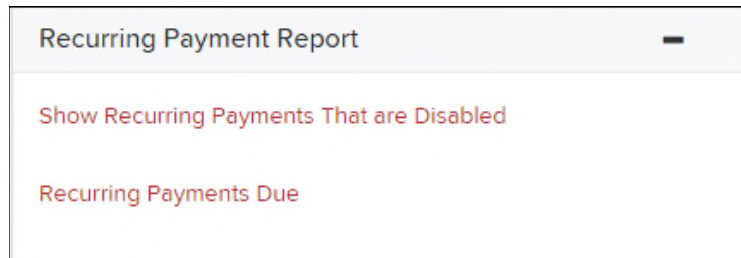 Recurring Payment Report
Show Recurring Payments That are Disabled
Recurring Payments Due